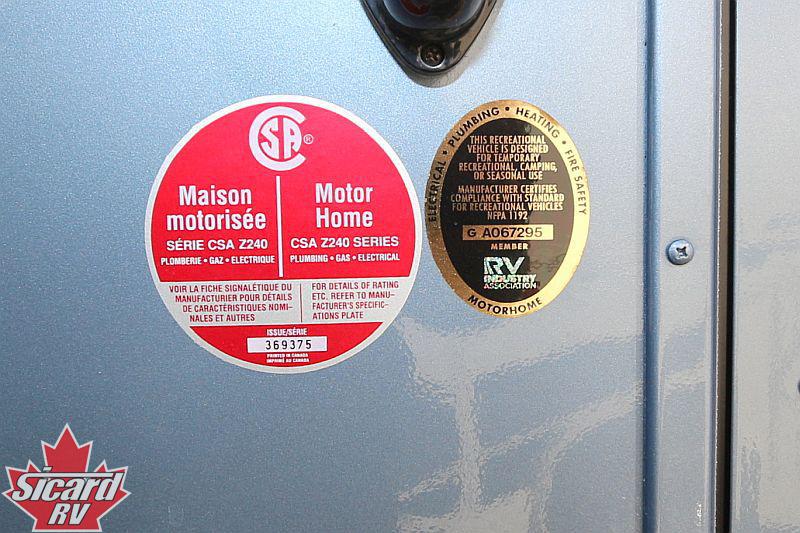 CSA®
Maison
motorisée
SÉRIE CSA Z240
PLOMBERIE • GAZ • ELECTRIQUE
Motor
Home
CSA Z240 SERIES
PLUMBING • GAS • ELECTRICAL
VOIR LA FICHE SIGNALÉTIQUE DU
MANUFACTURIER POUR DÉTAILS
DE CARACTÉRISTIQUES NOMI-
NALES ET AUTRES
FOR DETAILS OF RATING
ETC. REFER TO MANU-
FACTURER'S SPECIFIC-
ATIONS PLATE
ISSUE/SÉRIE
369375
PRINTED IN CANADA
IMPRIMÉ AU CANADA
ELECTRICAL • PLUMBING • HEATING • FIRE SAFETY
THIS RECREATIONAL
VEHICLE IS DESIGNED
FOR TEMPORARY
RECREATIONAL, CAMPING,
OR SEASONAL USE
MANUFACTURER CERTIFIES
COMPLIANCE WITH STANDARD
FOR RECREATIONAL VEHICLES
NFPA 1192
G A067295
MEMBER
RV
INDUSTRY
ASSOCIATION
MOTORHOME
Sicard
RV